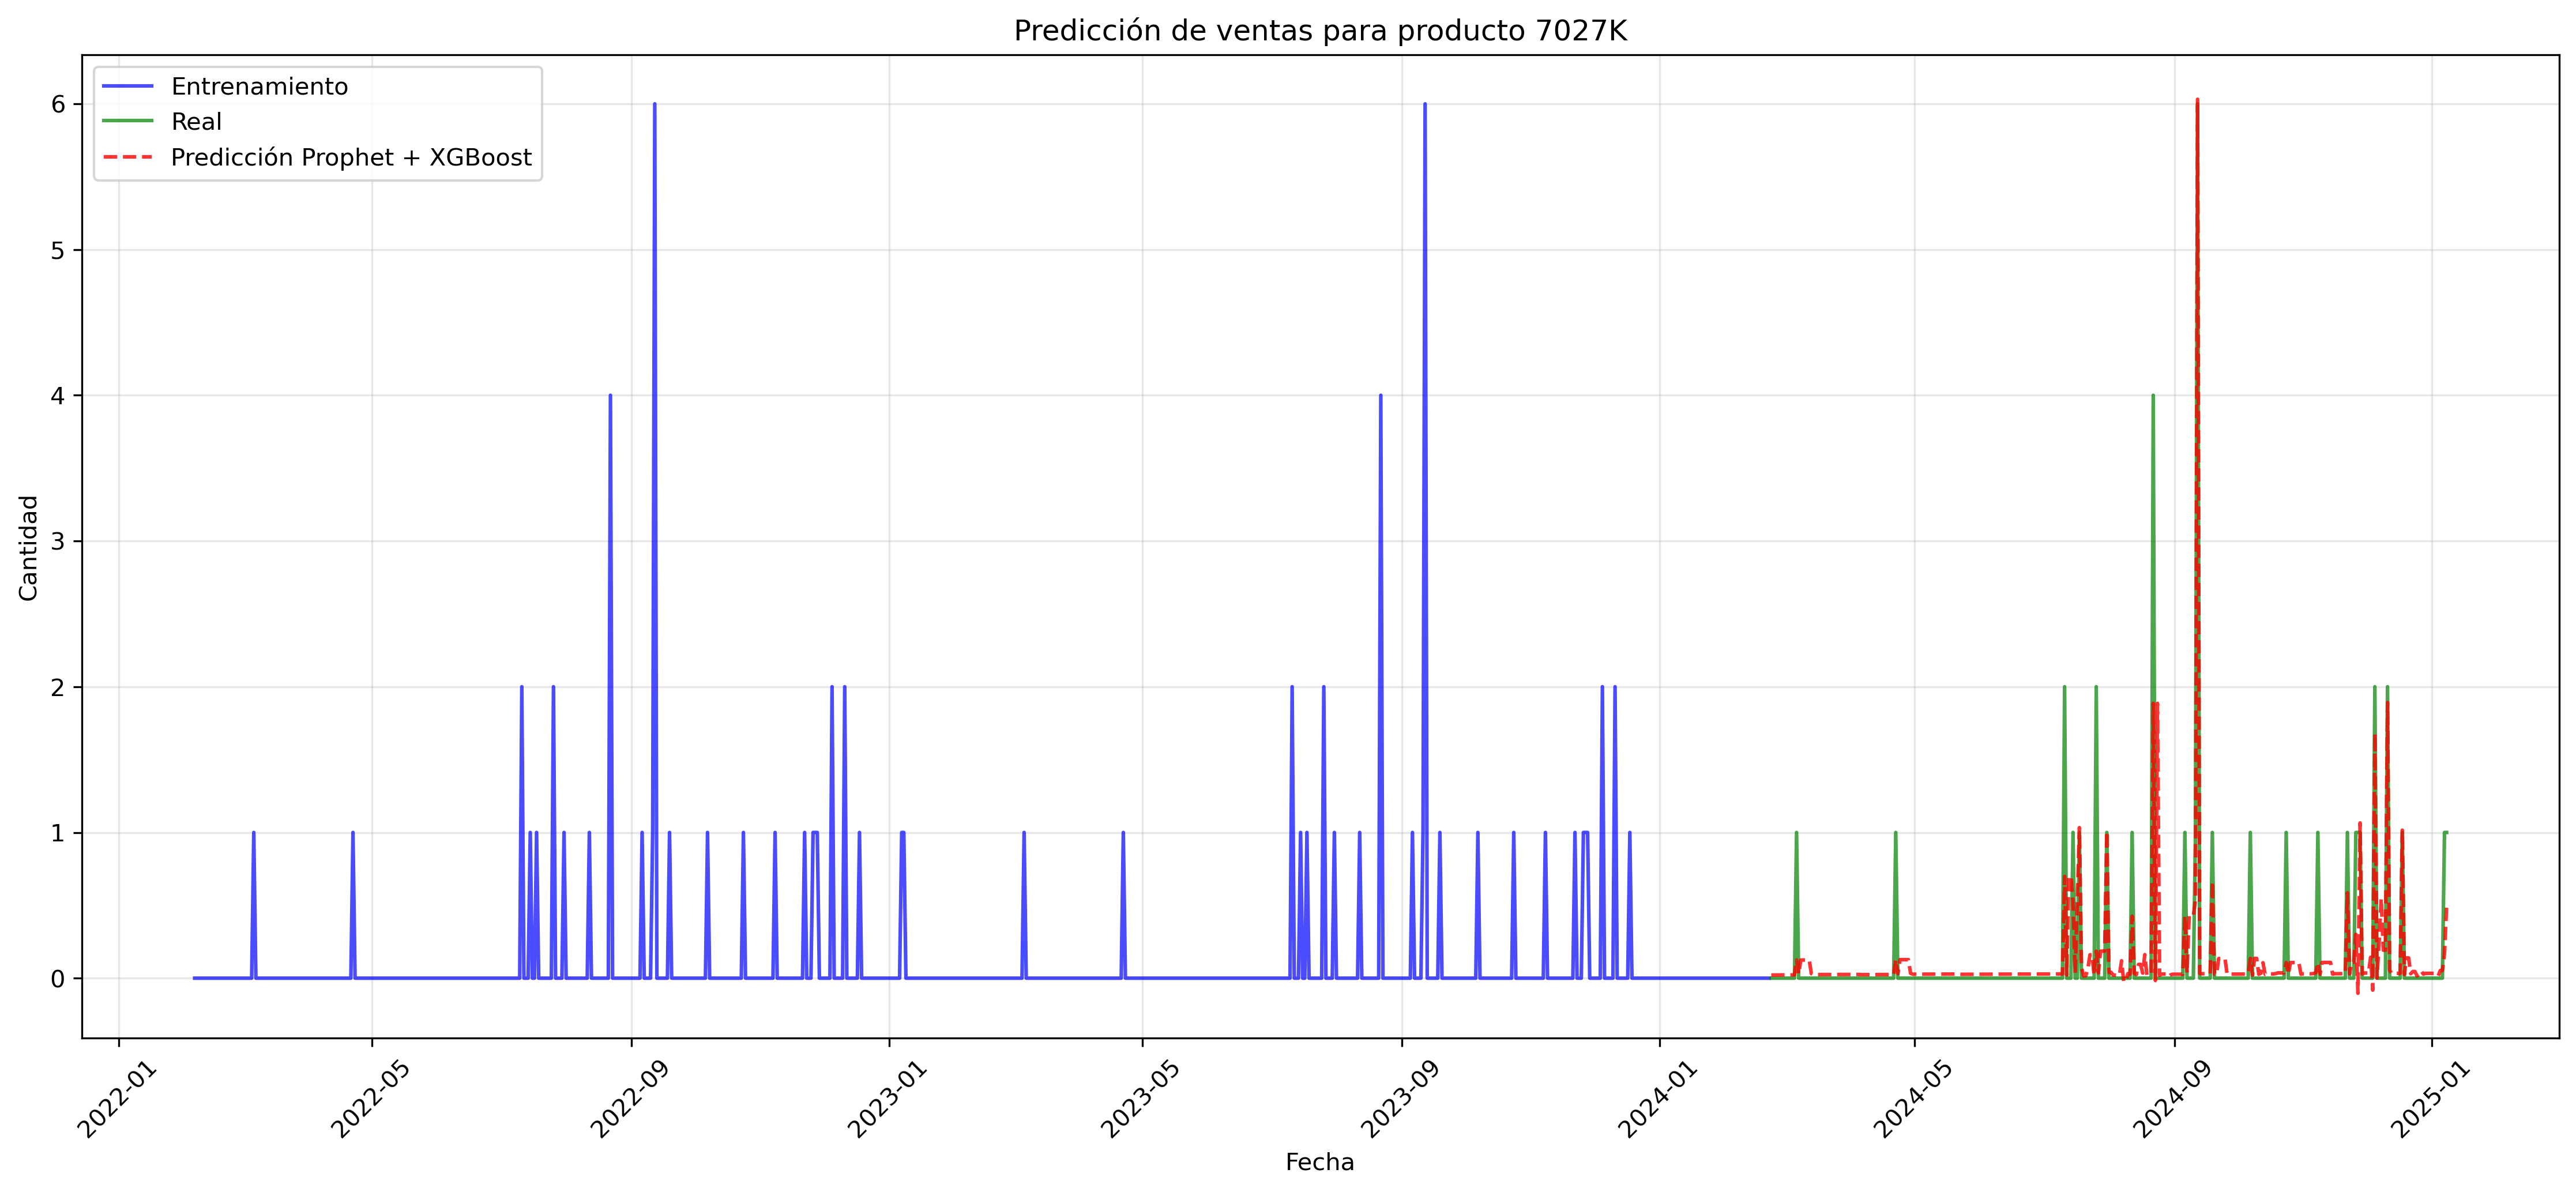 Predicción de ventas para producto 7027K
Entrenamiento
Real
Predicción Prophet + XGBoost
6
5
4
3
2
1
0
Cantidad
2022-01
2022-05
2022-09
2023-01
2023-05
2023-09
2024-01
2024-05
2024-09
2025-01
Fecha